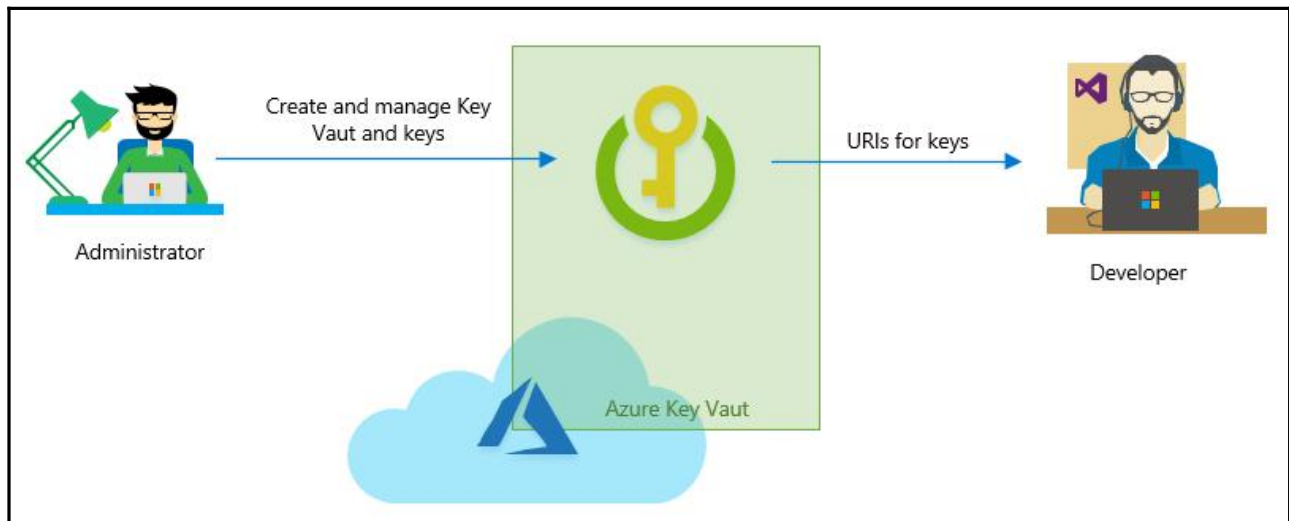 Create and manage Key
Vaut and keys
URIs for keys
Administrator
Developer
Azure Key Vaut